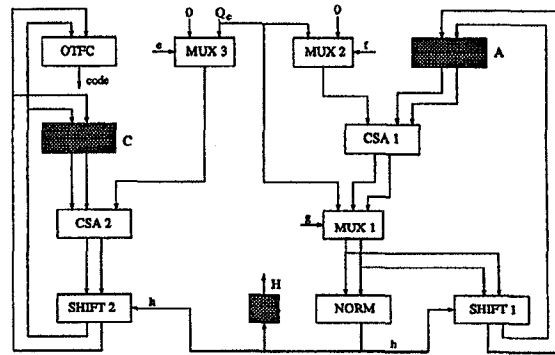 0 Q_c 0
OTFC e MUX 3 MUX 2 f A
code
C CSA 1
CSA 2 g MUX 1
H
SHIFT 2 h NORM h SHIFT 1